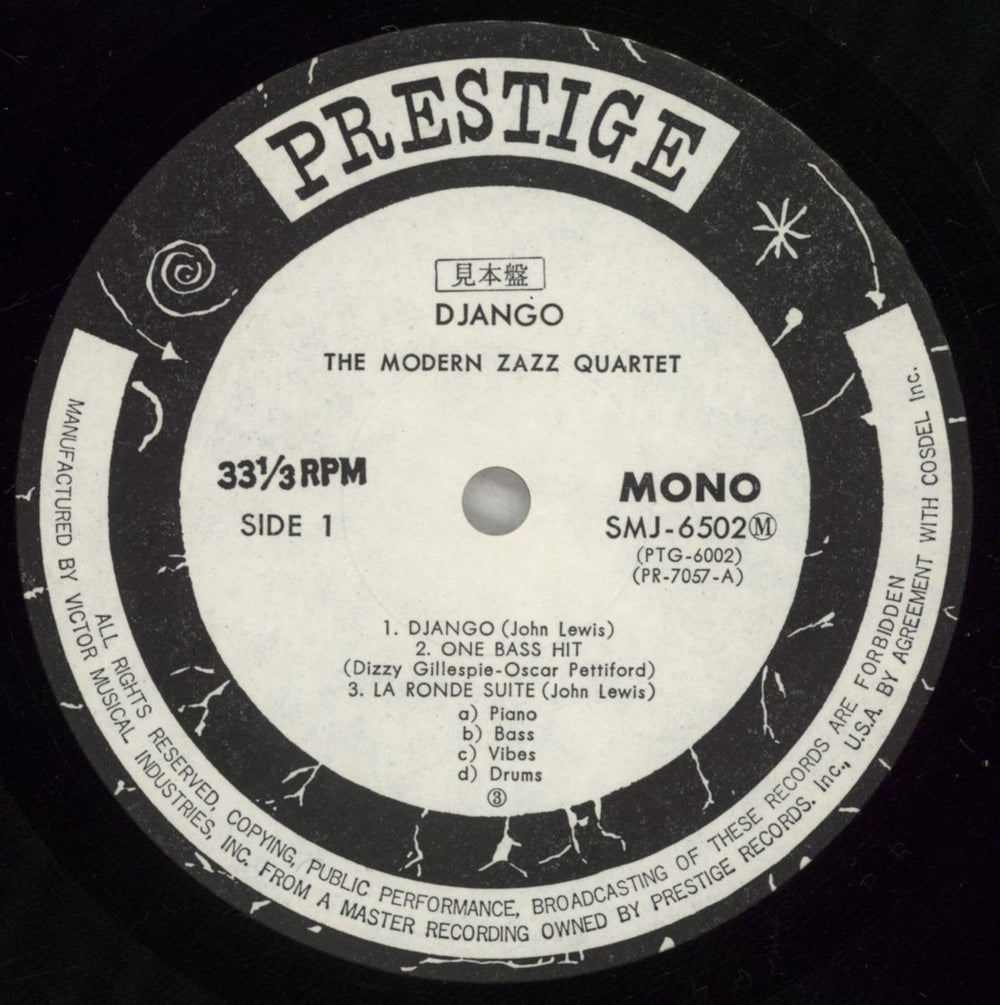 PRESTIGE
見本盤
DJANGO
THE MODERN ZAZZ QUARTET
33⅓ RPM
SIDE 1
MONO
SMJ-6502Ⓜ
(PTG-6002)
(PR-7057-A)
1. DJANGO (John Lewis)
2. ONE BASS HIT
(Dizzy Gillespie-Oscar Pettiford)
3. LA RONDE SUITE (John Lewis)
a) Piano
b) Bass
c) Vibes
d) Drums
③
ALL RIGHTS RESERVED, COPYING, PUBLIC PERFORMANCE, BROADCASTING OF THESE RECORDS ARE FORBIDDEN
MANUFACTURED BY VICTOR MUSICAL INDUSTRIES, INC. FROM A MASTER RECORDING OWNED BY PRESTIGE RECORDS. Inc., U.S.A. BY AGREEMENT WITH COSDEL Inc.